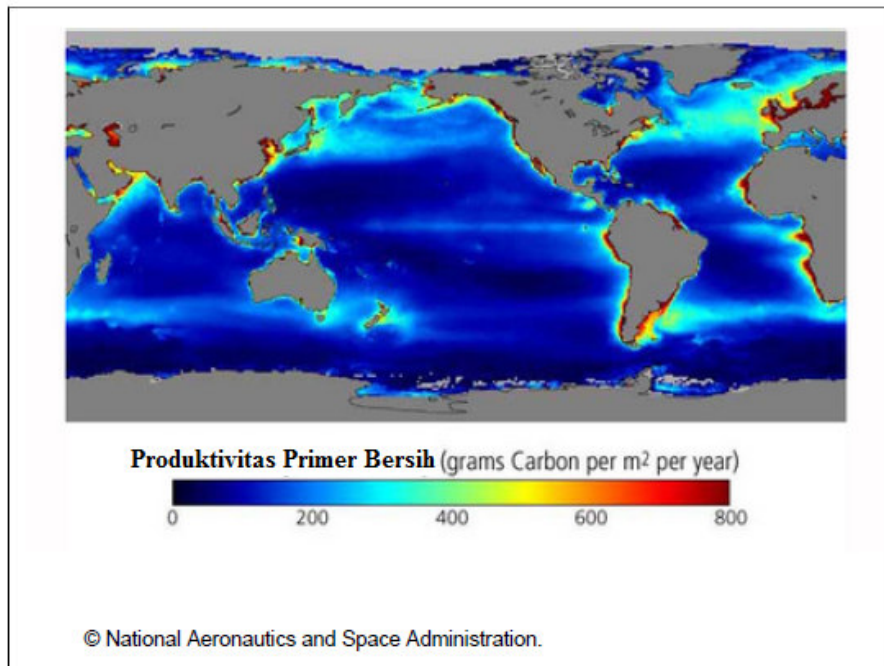 Produktivitas Primer Bersih (grams Carbon per m² per year)
0 200 400 600 800
© National Aeronautics and Space Administration.